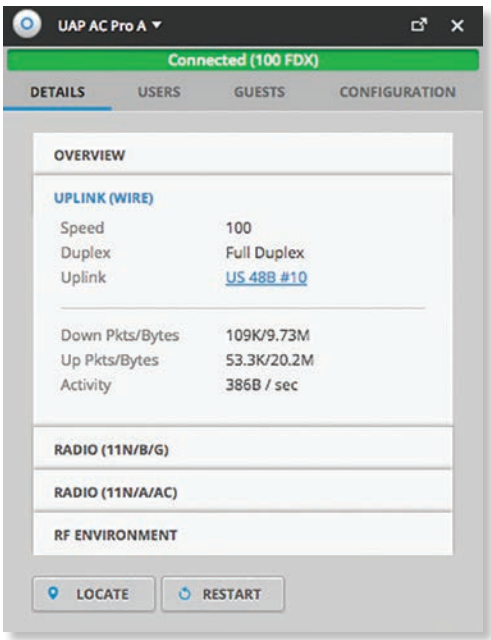 UAP AC Pro A
Connected (100 FDX)
DETAILS USERS GUESTS CONFIGURATION
OVERVIEW
UPLINK (WIRE)
Speed 100
Duplex Full Duplex
Uplink US 48B #10
Down Pkts/Bytes 109K/9.73M
Up Pkts/Bytes 53.3K/20.2M
Activity 386B / sec
RADIO (11N/B/G)
RADIO (11N/A/AC)
RF ENVIRONMENT
LOCATE RESTART